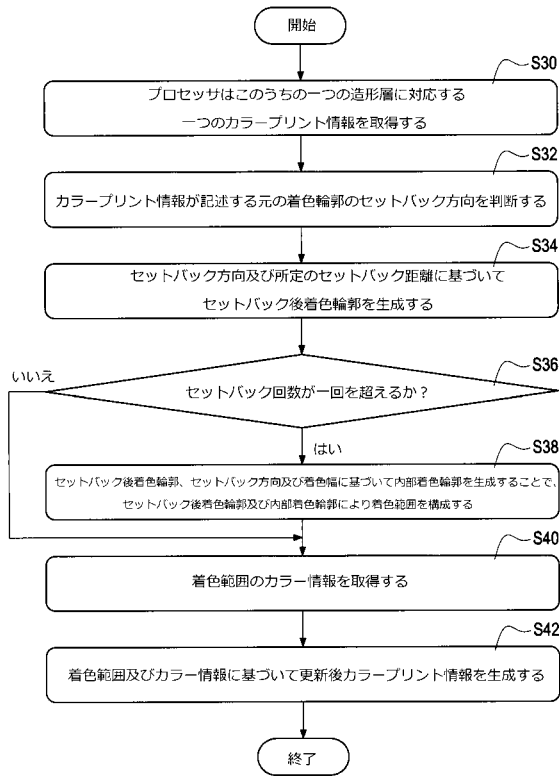 開始
S30
プロセッサはこのうちの一つの造形層に対応する
一つのカラープリント情報を取得する
S32
カラープリント情報が記述する元の着色輪郭のセットバック方向を判断する
S34
セットバック方向及び所定のセットバック距離に基づいて
セットバック後着色輪郭を生成する
S36
いいえ
セットバック回数が一回を超えるか？
はい
S38
セットバック後着色輪郭、セットバック方向及び着色幅に基づいて内部着色輪郭を生成することで、
セットバック後着色輪郭及び内部着色輪郭により着色範囲を構成する
S40
着色範囲のカラー情報を取得する
S42
着色範囲及びカラー情報に基づいて更新後カラープリント情報を生成する
終了